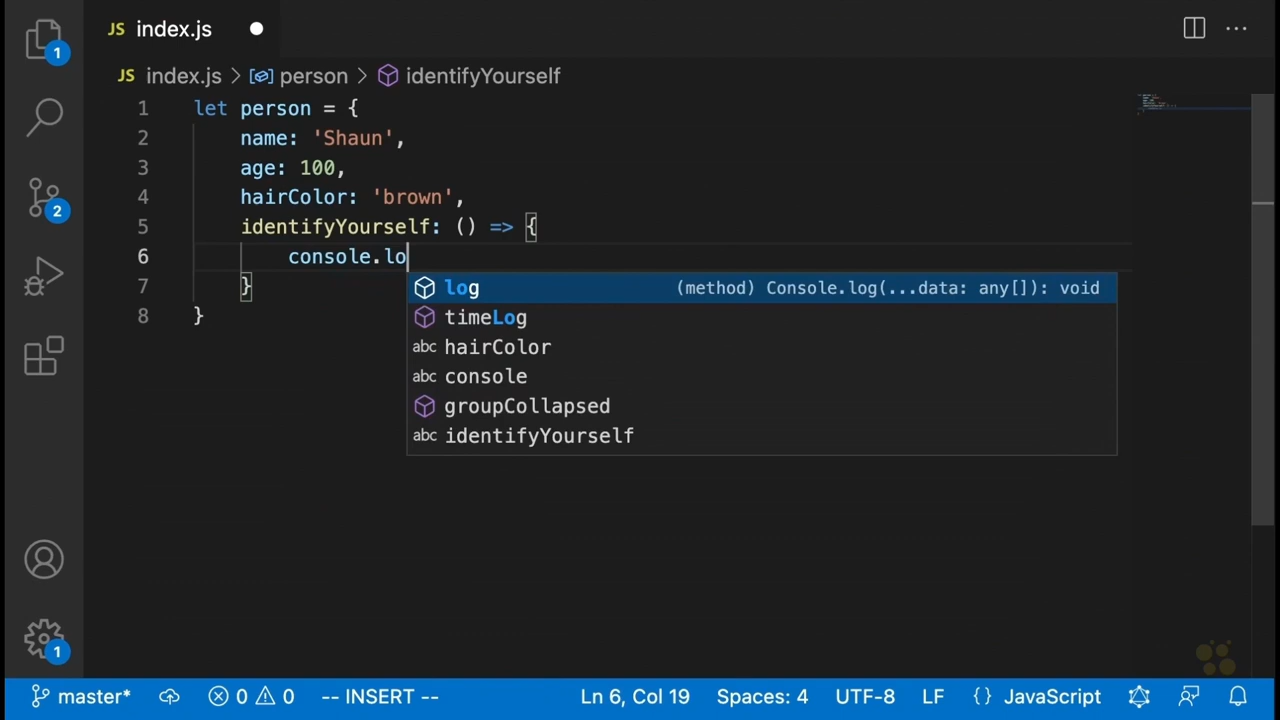 JS index.js
1
JS index.js > person > identifyYourself
1 let person = {
2 name: 'Shaun',
3 age: 100,
4 hairColor: 'brown',
5 identifyYourself: () => {
6 console.lo
7 }
8 }
log (method) Console.log(...data: any[]): void
timeLog
abc hairColor
abc console
groupCollapsed
abc identifyYourself
2
1
master* 0 0 -- INSERT -- Ln 6, Col 19 Spaces: 4 UTF-8 LF {} JavaScript